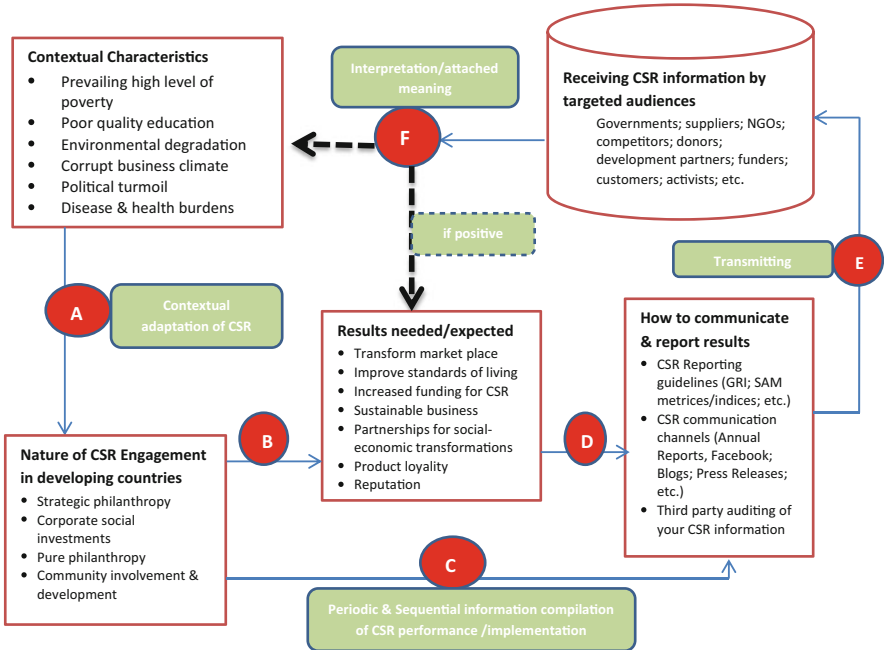 Contextual Characteristics
• Prevailing high level of
poverty
• Poor quality education
• Environmental degradation
• Corrupt business climate
• Political turmoil
• Disease & health burdens
Interpretation/attached
meaning
F
if positive
Receiving CSR information by
targeted audiences
Governments; suppliers; NGOs;
competitors; donors;
development partners; funders;
customers; activists; etc.
A
Contextual
adaptation of CSR
Transmitting
E
Nature of CSR Engagement
in developing countries
• Strategic philanthropy
• Corporate social
investments
• Pure philanthropy
• Community involvement &
development
B
Results needed/expected
• Transform market place
• Improve standards of living
• Increased funding for CSR
• Sustainable business
• Partnerships for social-
economic transformations
• Product loyality
• Reputation
D
How to communicate
& report results
• CSR Reporting
guidelines (GRI; SAM
metrices/indices; etc.)
• CSR communication
channels (Annual
Reports, Facebook;
Blogs; Press Releases;
etc.)
• Third party auditing of
your CSR information
C
Periodic & Sequential information compilation
of CSR performance /implementation